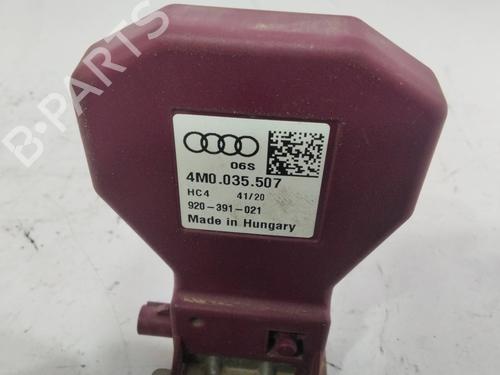 B-PARTS
06S
4M0.035.507
HC4 41/20
920-391-021
Made in Hungary